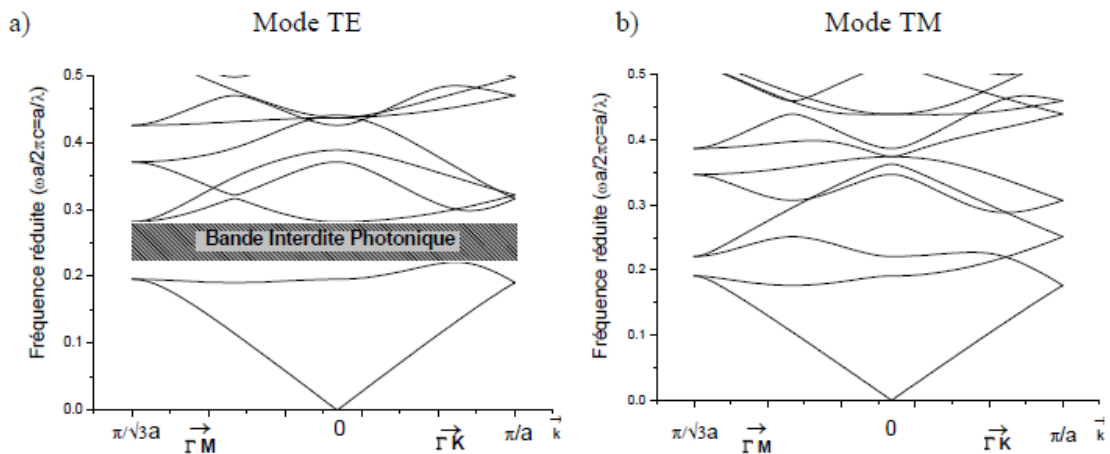 a) Mode TE
b) Mode TM
Fréquence réduite (ωa/2πc=a/λ)
0.5
0.4
0.3
0.2
0.1
0.0
Bande Interdite Photonique
π/√3a ΓM 0 ΓK π/a k
Fréquence réduite (ωa/2πc=a/λ)
0.5
0.4
0.3
0.2
0.1
0.0
π/√3a ΓM 0 ΓK π/a k